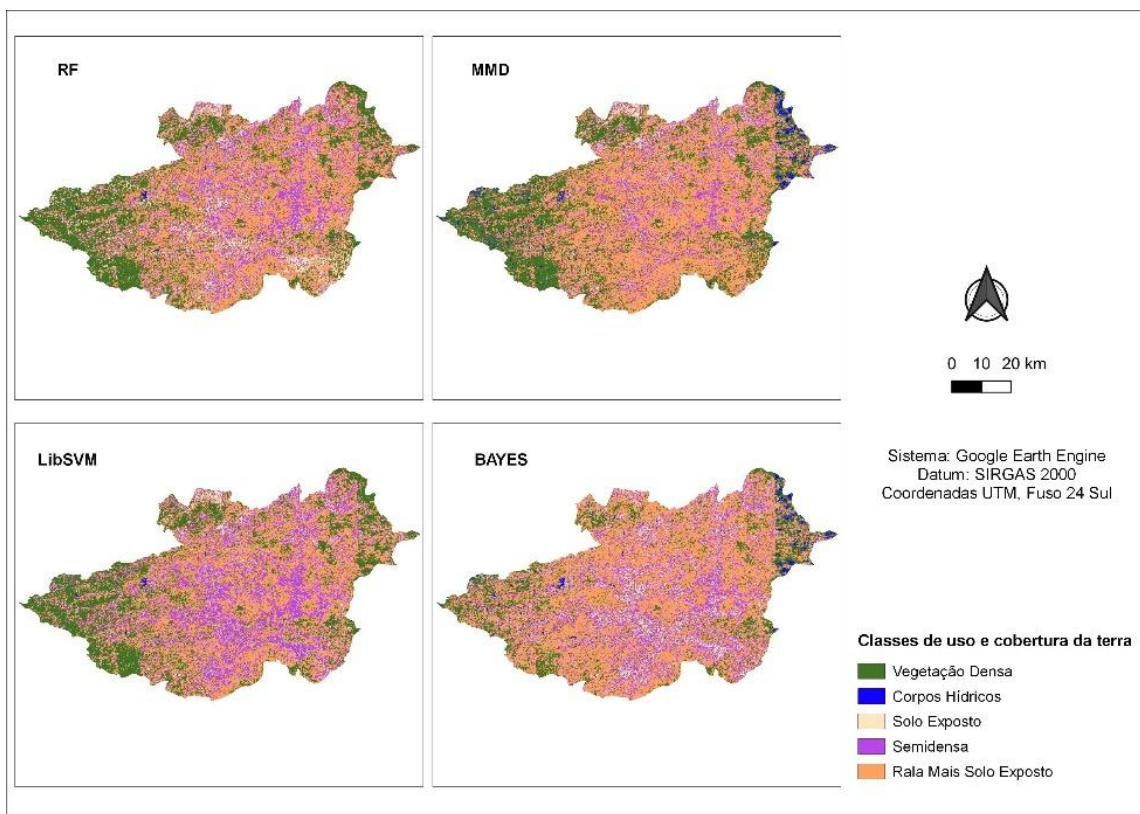 RF
MMD
LibSVM
BAYES
0 10 20 km
Sistema: Google Earth Engine
Datum: SIRGAS 2000
Coordenadas UTM, Fuso 24 Sul
Classes de uso e cobertura da terra
Vegetação Densa
Corpos Hídricos
Solo Exposto
Semidensa
Rala Mais Solo Exposto